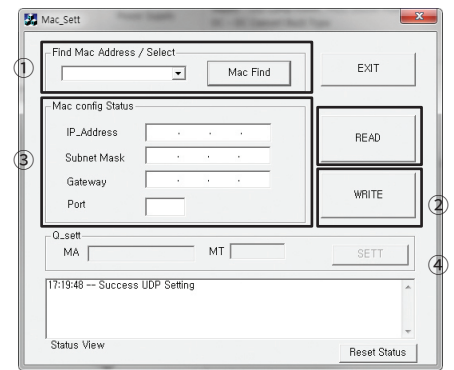 Mac_Sett
Find Mac Address / Select
①
Mac Find
EXIT
Mac config Status
IP_Address
READ
③
Subnet Mask
Gateway
WRITE
Port
②
Q_sett
MA
MT
SETT
④
17:19:48 -- Success UDP Setting
Status View
Reset Status